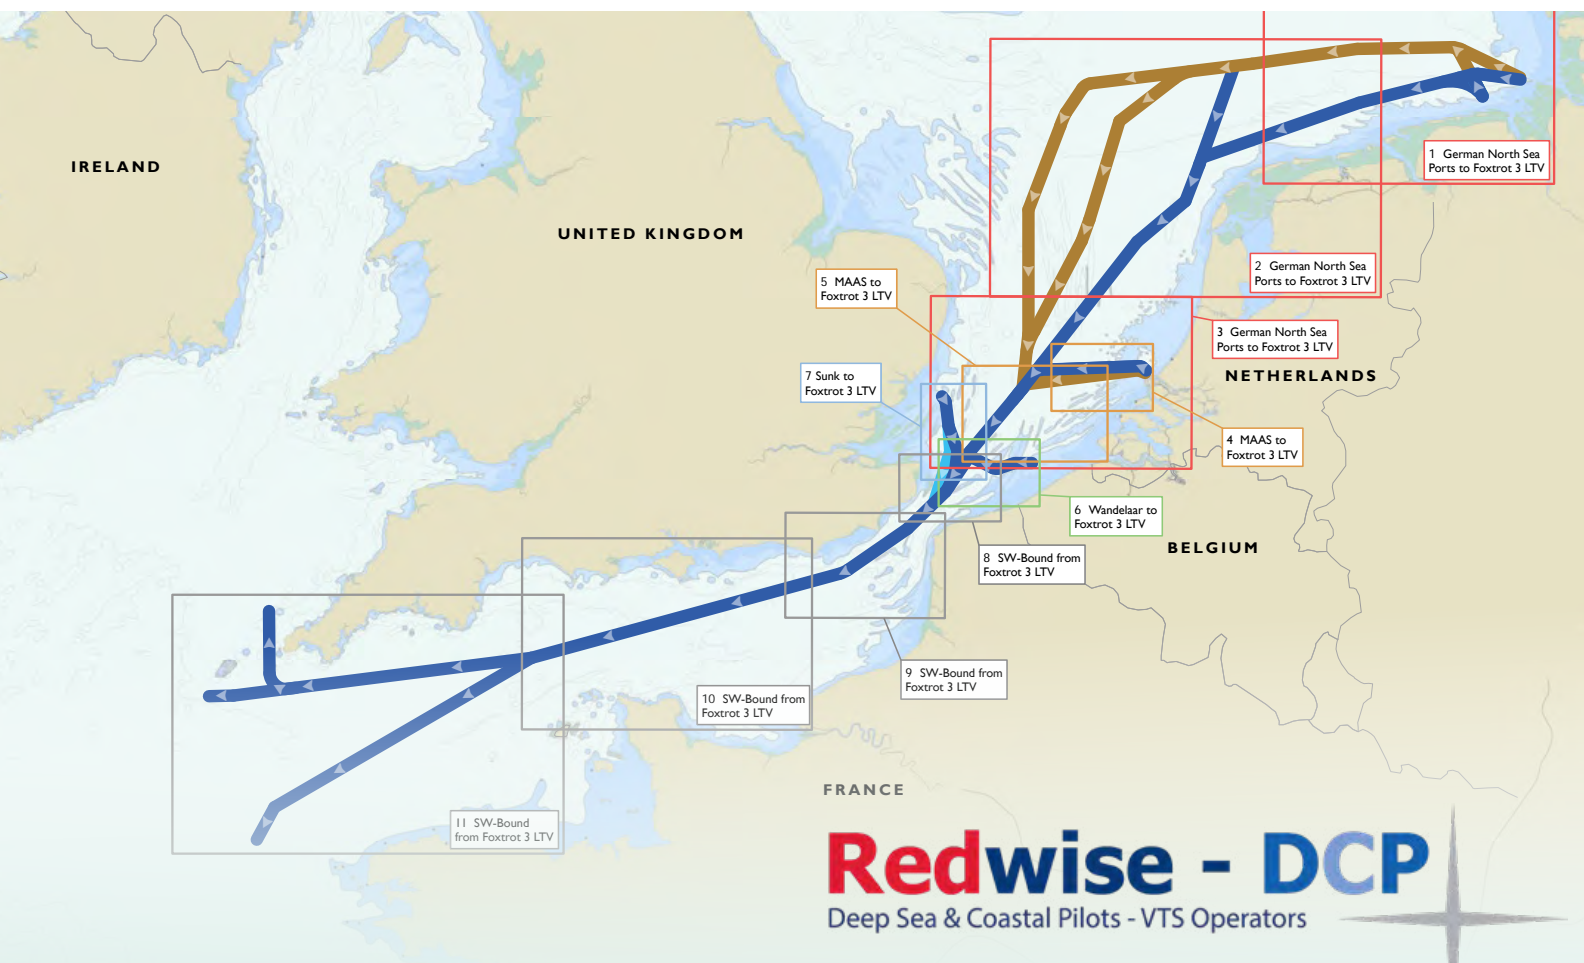 1 German North Sea
Ports to Foxtrot 3 LTV
IRELAND
UNITED KINGDOM
2 German North Sea
Ports to Foxtrot 3 LTV
5 MAAS to
Foxtrot 3 LTV
3 German North Sea
Ports to Foxtrot 3 LTV
7 Sunk to
Foxtrot 3 LTV
NETHERLANDS
4 MAAS to
Foxtrot 3 LTV
6 Wandelaar to
Foxtrot 3 LTV
BELGIUM
8 SW-Bound from
Foxtrot 3 LTV
9 SW-Bound from
Foxtrot 3 LTV
10 SW-Bound from
Foxtrot 3 LTV
FRANCE
11 SW-Bound
from Foxtrot 3 LTV
Redwise - DCP
Deep Sea & Coastal Pilots - VTS Operators